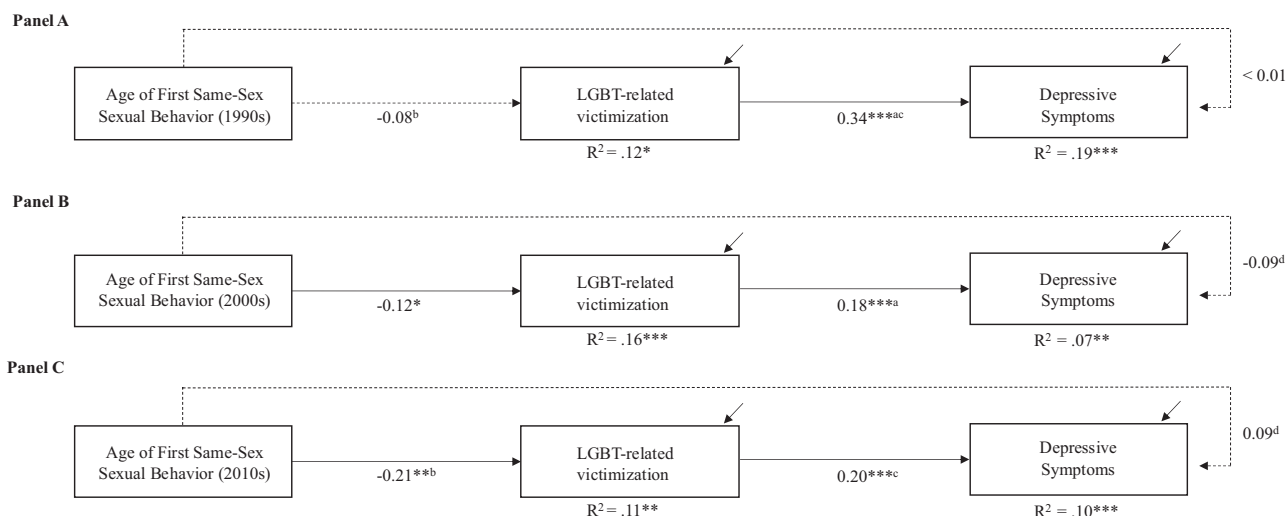 Panel A
Age of First Same-Sex
Sexual Behavior (1990s)
-0.08ᵇ
LGBT-related
victimization
R² = .12*
0.34***ᵃᶜ
Depressive
Symptoms
R² = .19***
< 0.01
Panel B
Age of First Same-Sex
Sexual Behavior (2000s)
-0.12*
LGBT-related
victimization
R² = .16***
0.18***ᵃ
Depressive
Symptoms
R² = .07**
-0.09ᵈ
Panel C
Age of First Same-Sex
Sexual Behavior (2010s)
-0.21**ᵇ
LGBT-related
victimization
R² = .11**
0.20***ᶜ
Depressive
Symptoms
R² = .10***
0.09ᵈ